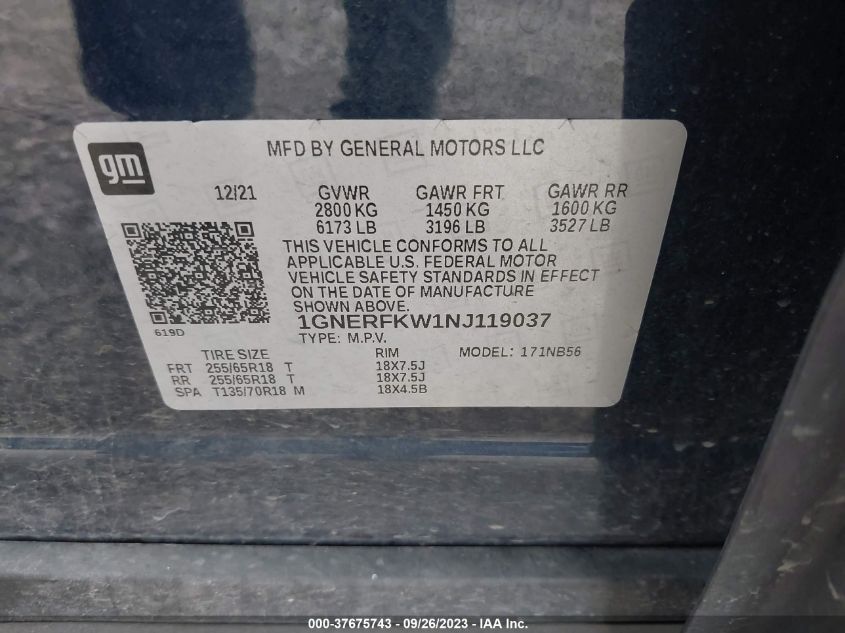 gm
MFD BY GENERAL MOTORS LLC
12/21 GVWR GAWR FRT GAWR RR
2800 KG 1450 KG 1600 KG
6173 LB 3196 LB 3527 LB
THIS VEHICLE CONFORMS TO ALL
APPLICABLE U.S. FEDERAL MOTOR
VEHICLE SAFETY STANDARDS IN EFFECT
ON THE DATE OF MANUFACTURE
SHOWN ABOVE.
619D
1GNERFKW1NJ119037
TYPE: M.P.V.
TIRE SIZE RIM MODEL: 171NB56
FRT 255/65R18 T 18X7.5J
RR 255/65R18 T 18X7.5J
SPA T135/70R18 M 18X4.5B
000-37675743 - 09/26/2023 - IAA Inc.